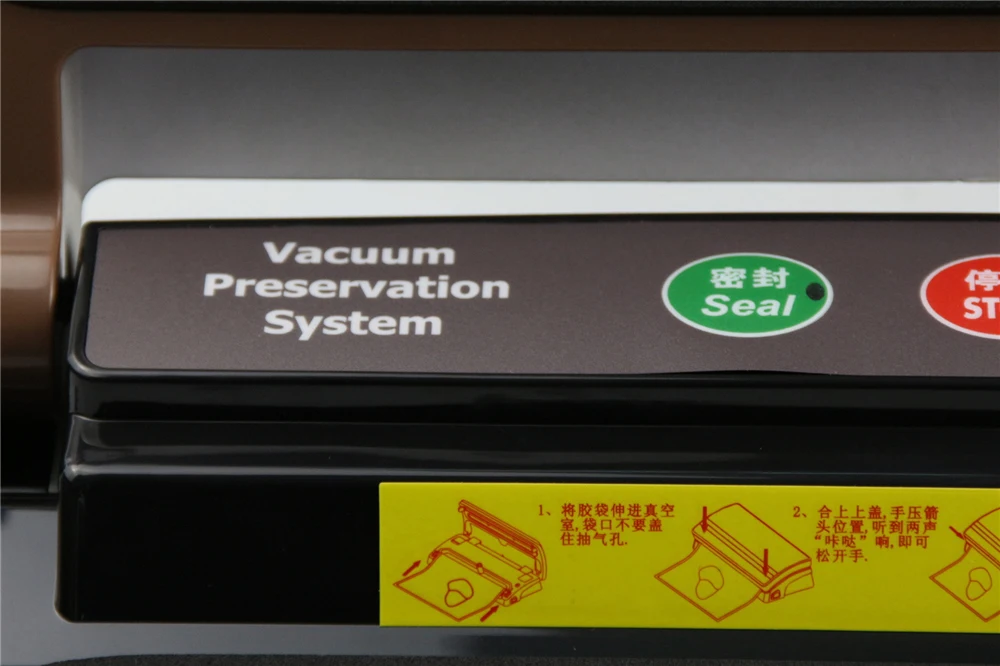 Vacuum
Preservation
System
密封
Seal
停
ST
1、将胶袋伸进真空
室,袋口不要盖
住抽气孔.
2、合上上盖,手压箭
头位置,听到两声
“咔哒”响,即可
松开手.